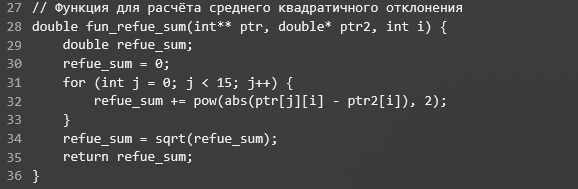 27 // Функция для расчёта среднего квадратичного отклонения
28 double fun_refue_sum(int** ptr, double* ptr2, int i) {
29     double refue_sum;
30     refue_sum = 0;
31     for (int j = 0; j < 15; j++) {
32         refue_sum += pow(abs(ptr[j][i] - ptr2[i]), 2);
33     }
34     refue_sum = sqrt(refue_sum);
35     return refue_sum;
36 }